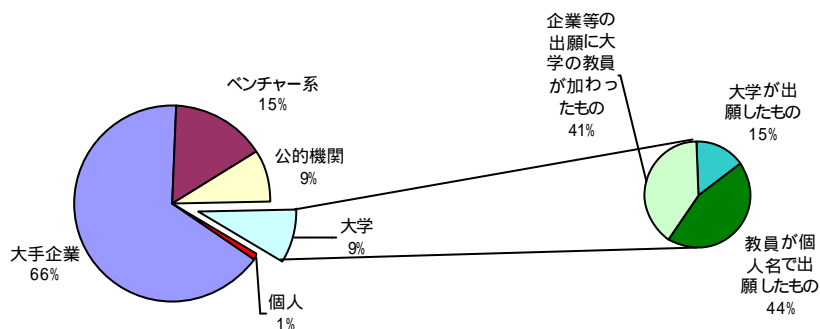 ベンチャー系
15%
公的機関
9%
大学
9%
個人
1%
大手企業
66%
企業等の
出願に大
学の教員
が加わっ
たもの
41%
大学が出
願したもの
15%
教員が個
人名で出
願したもの
44%